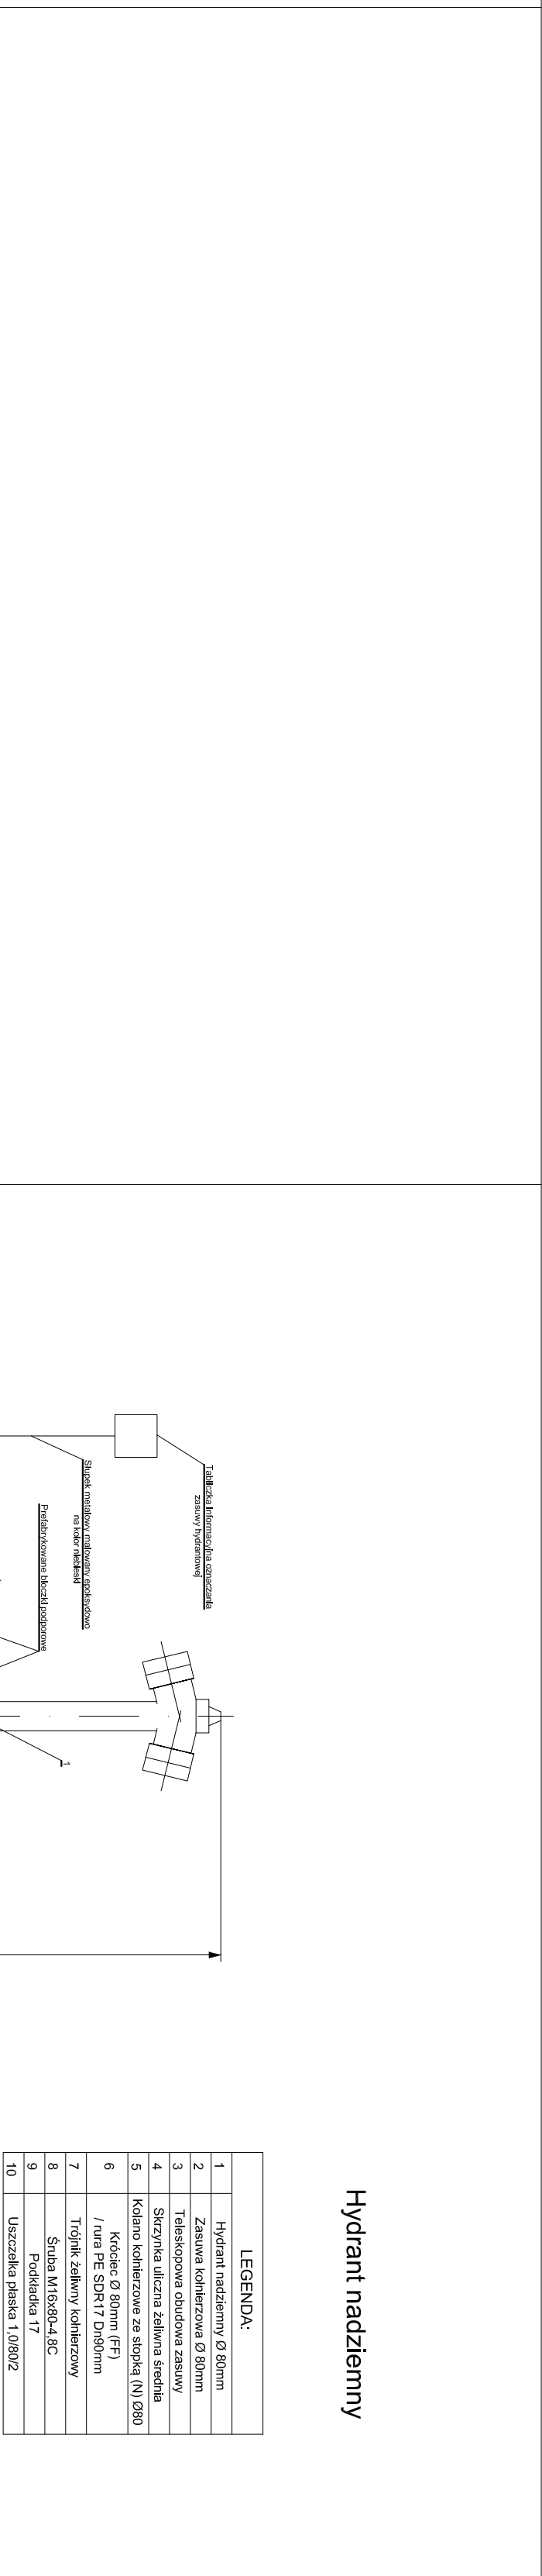 Hydrant nadziemny
Tabliczka informacyjna oznaczania
zasuwy hydrantowej
Słupek metalowy malowany epoksydowo
na kolor niebieski
Prefabrykowane bloczki podporowe
1
LEGENDA:
1 Hydrant nadziemny Ø 80mm
2 Zasuwa kołnierzowa Ø 80mm
3 Teleskopowa obudowa zasuwy
4 Skrzynka uliczna żeliwna średnia
5 Kolano kołnierzowe ze stopką (N) Ø80
6 Króciec Ø 80mm (FF)
/ rura PE SDR17 Dn90mm
7 Trójnik żeliwny kołnierzowy
8 Śruba M16x80-4,8C
9 Podkładka 17
10 Uszczelka płaska 1,0/80/2